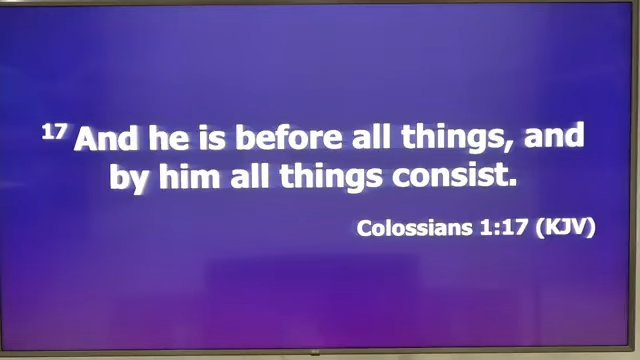 17 And he is before all things, and
by him all things consist.
Colossians 1:17 (KJV)